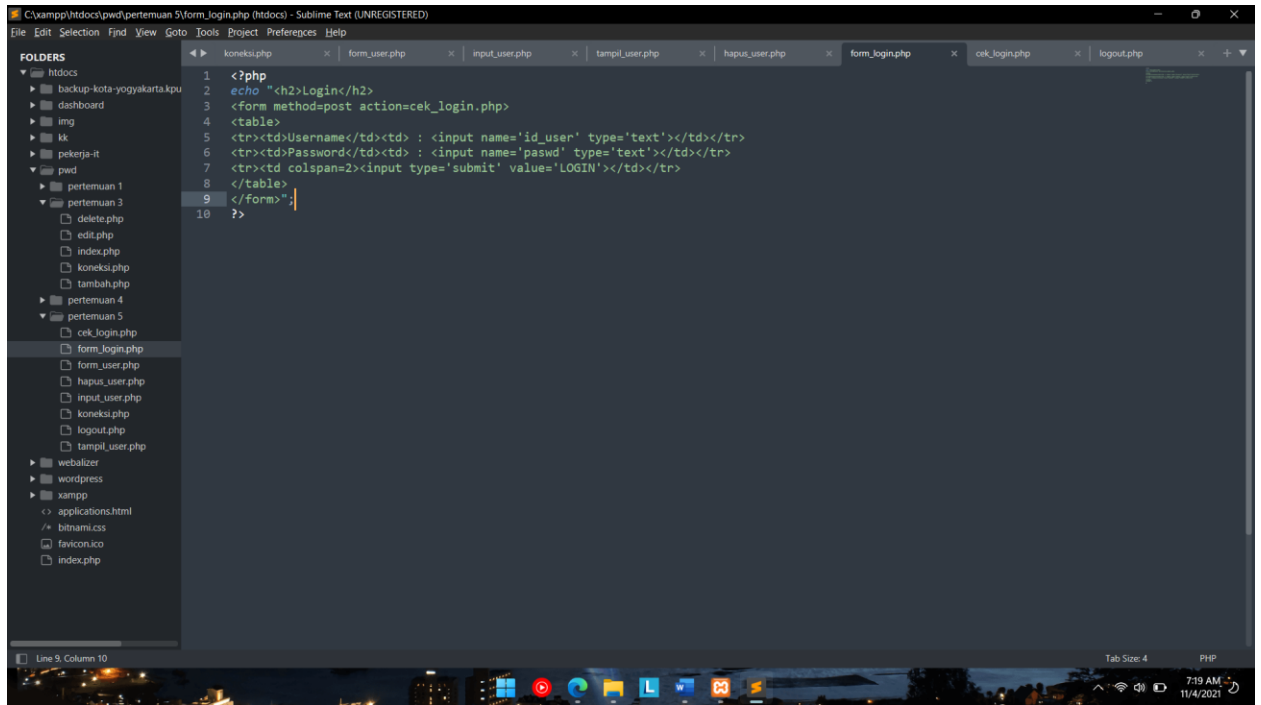 C:\xampp\htdocs\pwd\pertemuan 5\form_login.php (htdocs) - Sublime Text (UNREGISTERED)
File Edit Selection Find View Goto Tools Project Preferences Help
FOLDERS
htdocs
backup-kota-yogyakarta.kpu
dashboard
img
kk
pekerja-it
pwd
pertemuan 1
pertemuan 3
delete.php
edit.php
index.php
koneksi.php
tambah.php
pertemuan 4
pertemuan 5
cek_login.php
form_login.php
form_user.php
hapus_user.php
input_user.php
koneksi.php
logout.php
tampil_user.php
webalizer
wordpress
xampp
applications.html
bitnami.css
favicon.ico
index.php
koneksi.php form_user.php input_user.php tampil_user.php hapus_user.php form_login.php cek_login.php logout.php
1 <?php
2 echo "<h2>Login</h2>
3 <form method=post action=cek_login.php>
4 <table>
5 <tr><td>Username</td><td> : <input name='id_user' type='text'></td></tr>
6 <tr><td>Password</td><td> : <input name='paswd' type='text'></td></tr>
7 <tr><td colspan=2><input type='submit' value='LOGIN'></td></tr>
8 </table>
9 </form>";
10 ?>
Line 9, Column 10 Tab Size: 4 PHP
7:19 AM
11/4/2021